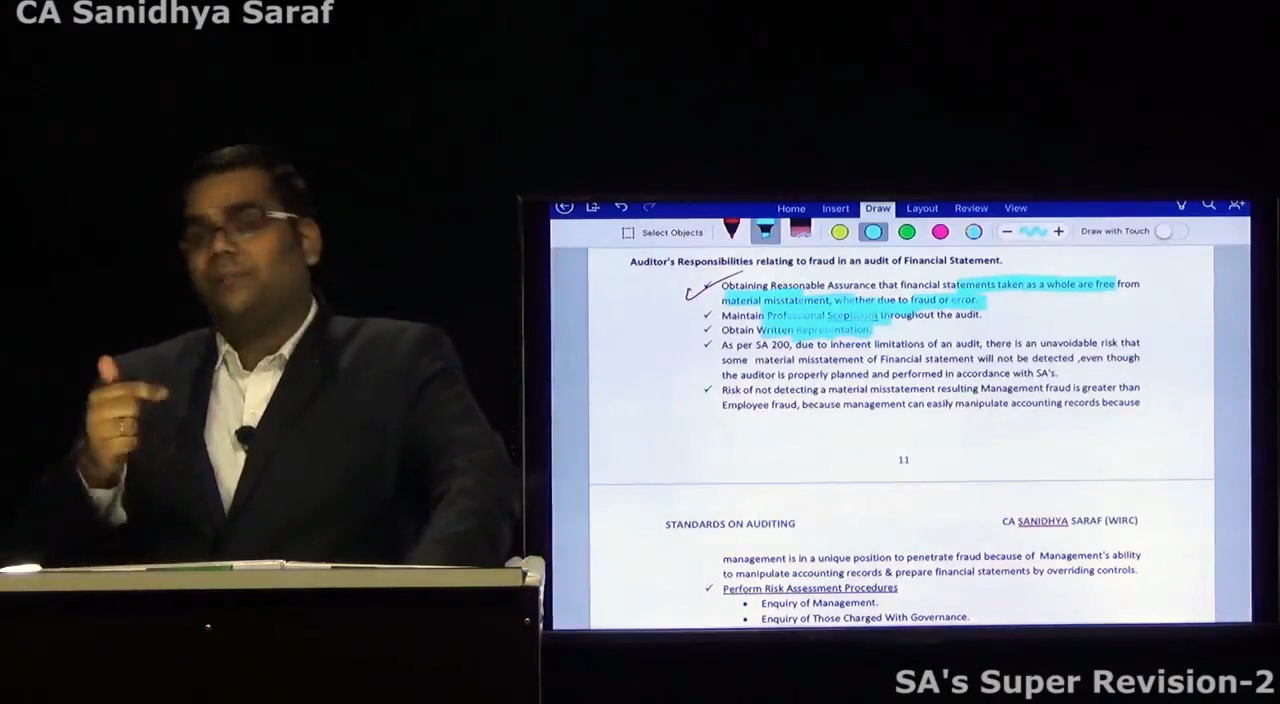 CA Sanidhya Saraf
Home Insert Draw Layout Review View
Select Objects
Draw with Touch
Auditor's Responsibilities relating to fraud in an audit of Financial Statement.
✓ Obtaining Reasonable Assurance that financial statements taken as a whole are free from
material misstatement, whether due to fraud or error.
✓ Maintain Professional Scepticism throughout the audit.
✓ Obtain Written Representation.
✓ As per SA 200, due to inherent limitations of an audit, there is an unavoidable risk that
some material misstatement of Financial statement will not be detected ,even though
the auditor is properly planned and performed in accordance with SA's.
✓ Risk of not detecting a material misstatement resulting Management fraud is greater than
Employee fraud, because management can easily manipulate accounting records because
11
STANDARDS ON AUDITING CA SANIDHYA SARAF (WIRC)
management is in a unique position to penetrate fraud because of Management's ability
to manipulate accounting records & prepare financial statements by overriding controls.
✓ Perform Risk Assessment Procedures
• Enquiry of Management.
• Enquiry of Those Charged With Governance.
SA's Super Revision-2